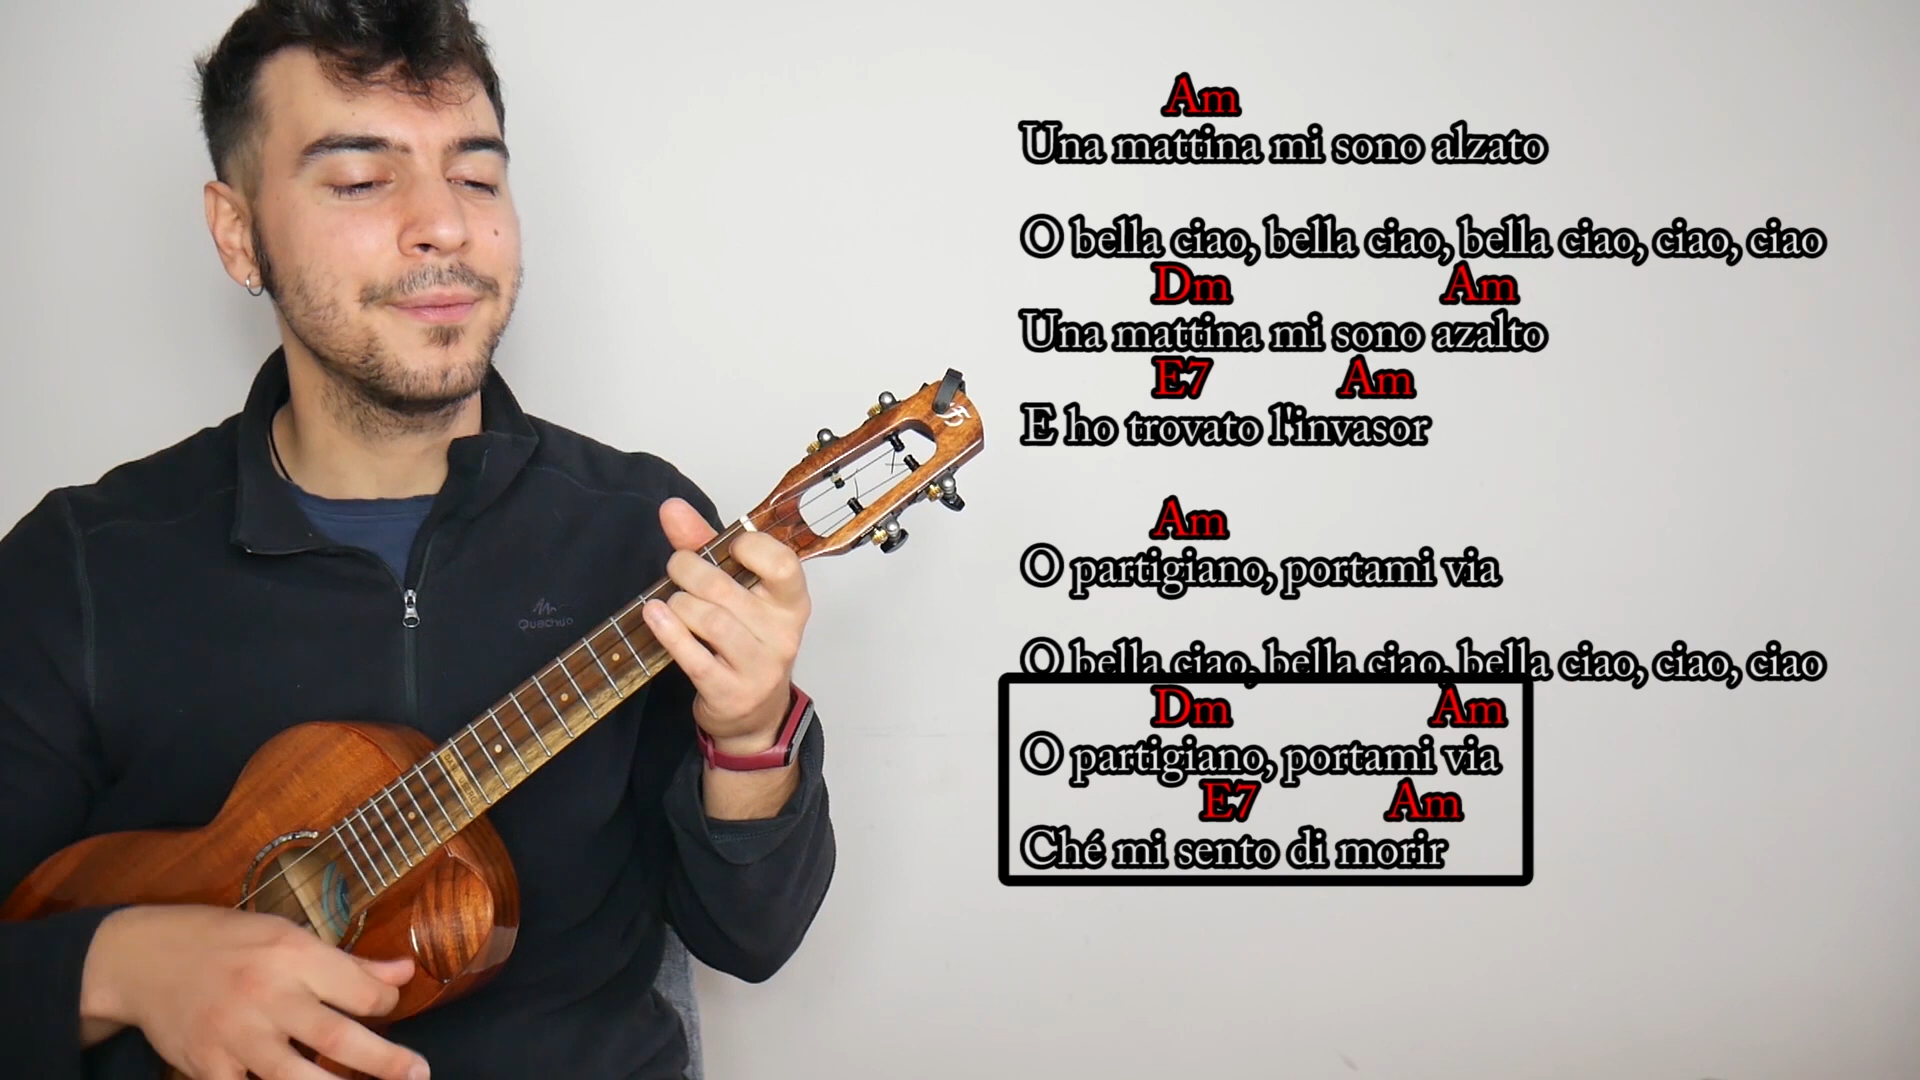 Am
Una mattina mi sono alzato
O bella ciao, bella ciao, bella ciao, ciao, ciao
Dm Am
Una mattina mi sono azalto
E7 Am
E ho trovato l'invasor
Am
O partigiano, portami via
O bella ciao, bella ciao, bella ciao, ciao, ciao
Dm Am
O partigiano, portami via
E7 Am
Ché mi sento di morir
Quechua